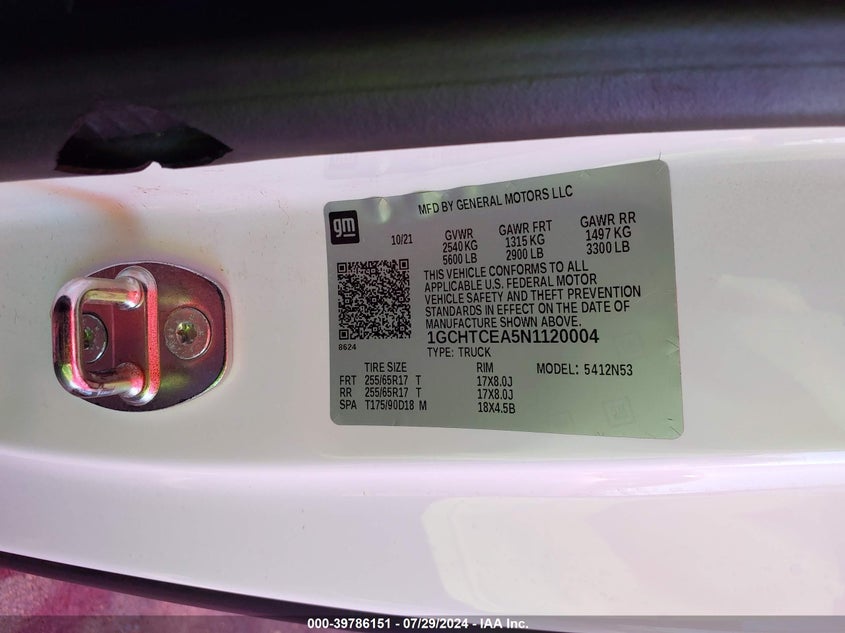 MFD BY GENERAL MOTORS LLC
gm
10/21
GVWR GAWR FRT GAWR RR
2540 KG 1315 KG 1497 KG
5600 LB 2900 LB 3300 LB
THIS VEHICLE CONFORMS TO ALL
APPLICABLE U.S. FEDERAL MOTOR
VEHICLE SAFETY AND THEFT PREVENTION
STANDARDS IN EFFECT ON THE DATE OF
MANUFACTURE SHOWN ABOVE.
8624
1GCHTCEA5N1120004
TYPE: TRUCK
TIRE SIZE RIM MODEL: 5412N53
FRT 255/65R17 T 17X8.0J
RR 255/65R17 T 17X8.0J
SPA T175/90D18 M 18X4.5B
000-39786151 / 07/29/2024 - IAA Inc.